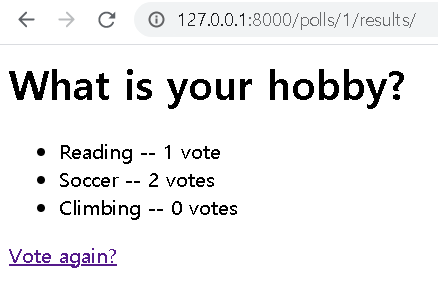 127.0.0.1:8000/polls/1/results/
What is your hobby?
Reading -- 1 vote
Soccer -- 2 votes
Climbing -- 0 votes
Vote again?